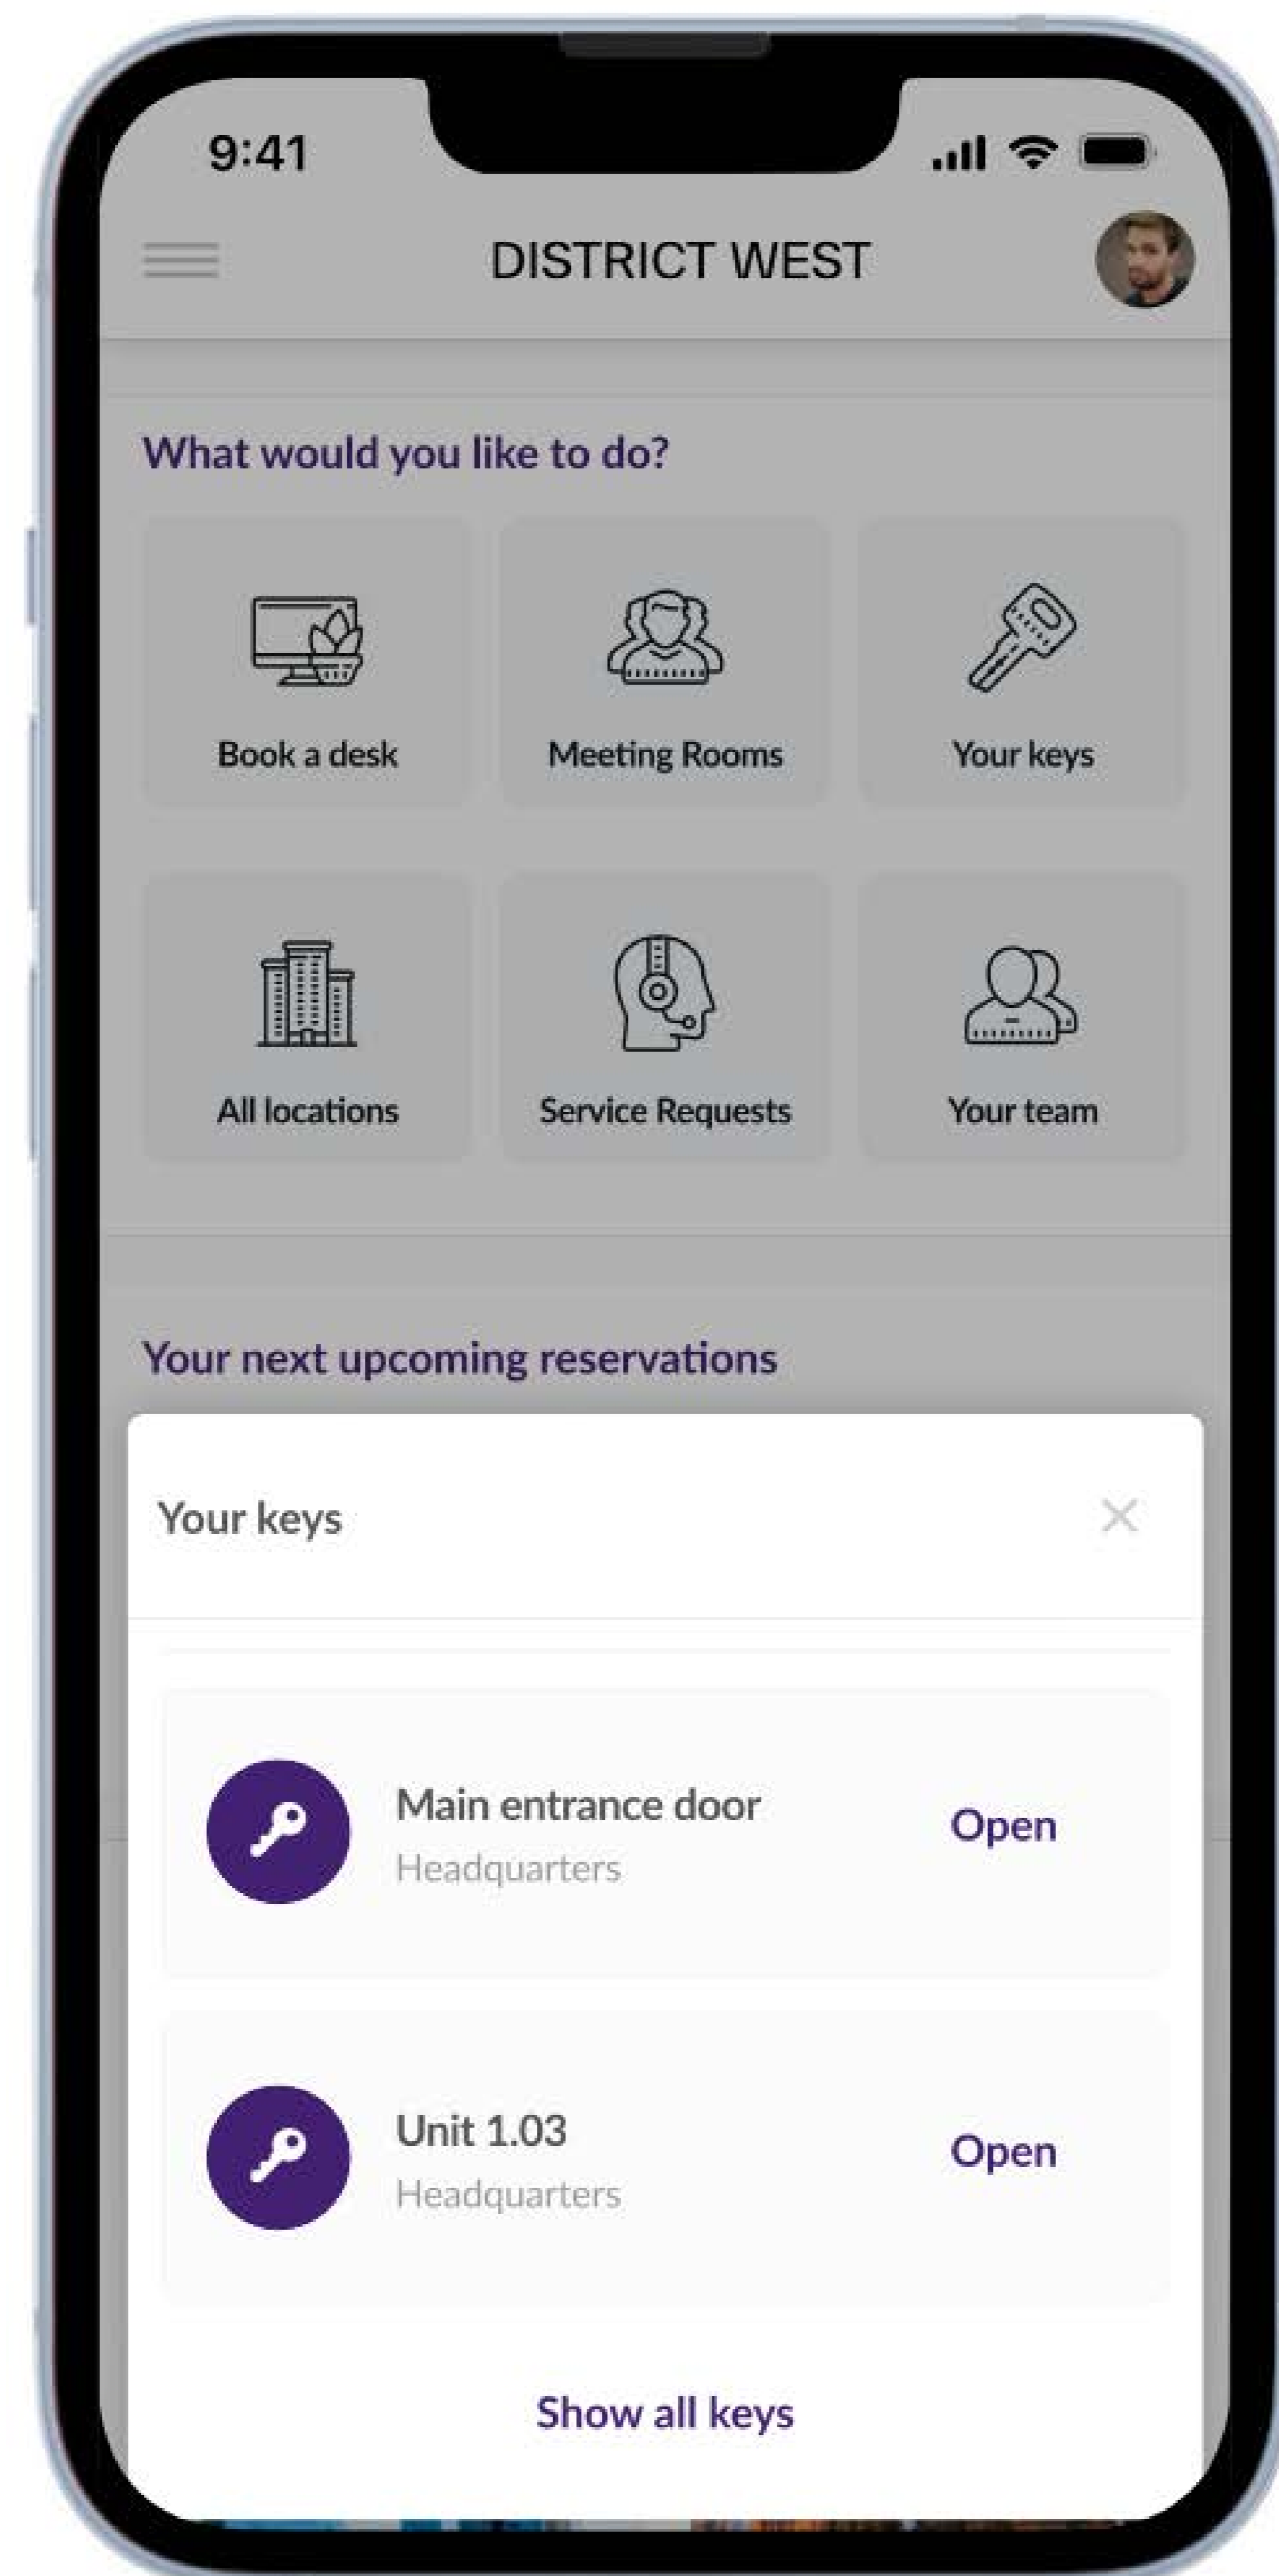 9:41
DISTRICT WEST
What would you like to do?
Book a desk
Meeting Rooms
Your keys
All locations
Service Requests
Your team
Your next upcoming reservations
Your keys
Main entrance door
Headquarters
Open
Unit 1.03
Headquarters
Open
Show all keys